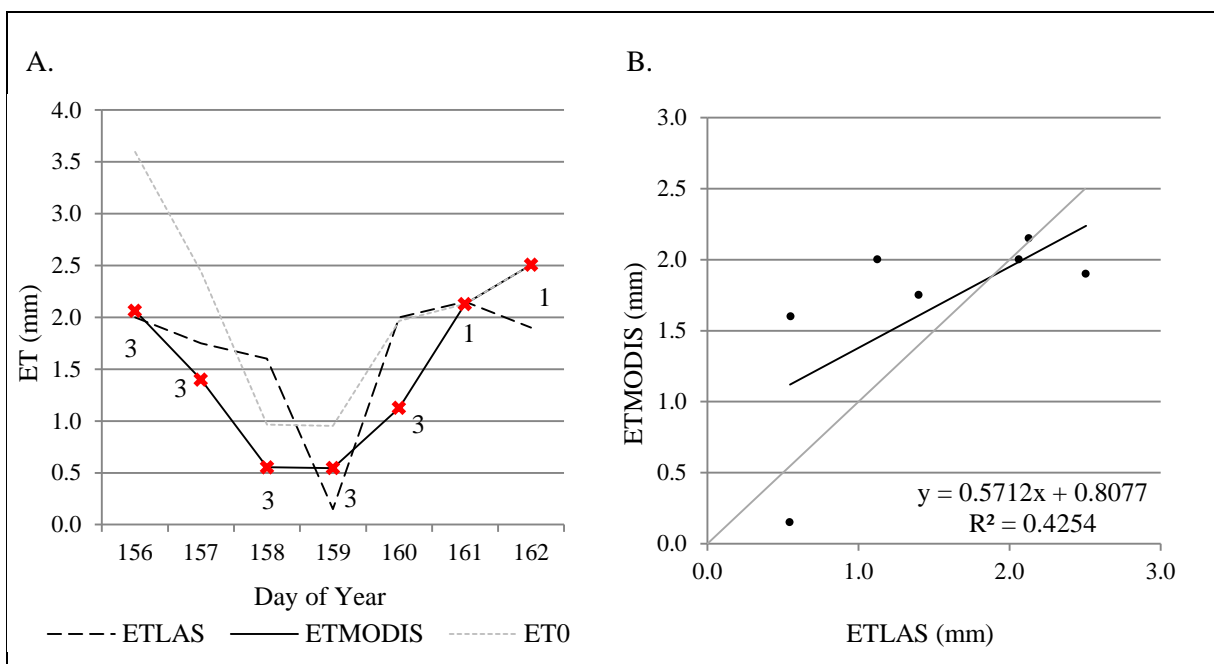 A.
4.0
3.5
3.0
2.5
2.0
1.5
1.0
0.5
0.0
ET (mm)
3
3
3
3
3
1
1
156 157 158 159 160 161 162
Day of Year
ETLAS ETMODIS ET0
B.
3.0
2.5
2.0
1.5
1.0
0.5
0.0
ETMODIS (mm)
y = 0.5712x + 0.8077
R² = 0.4254
0.0 1.0 2.0 3.0
ETLAS (mm)